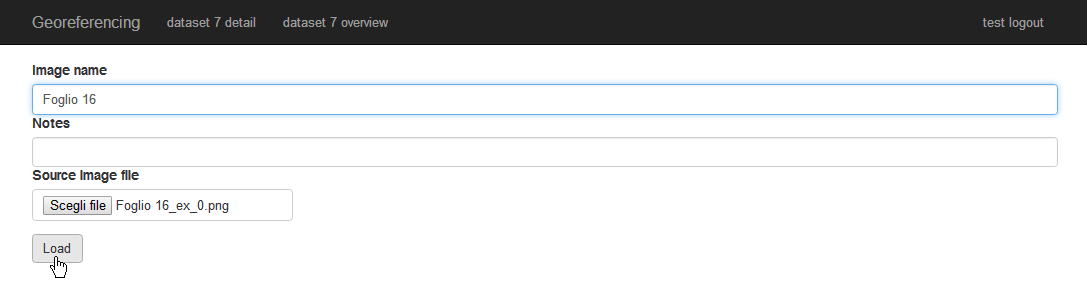 Georeferencing dataset 7 detail dataset 7 overview test logout
Image name
Foglio 16
Notes
Source Image file
Scegli file Foglio 16_ex_0.png
Load